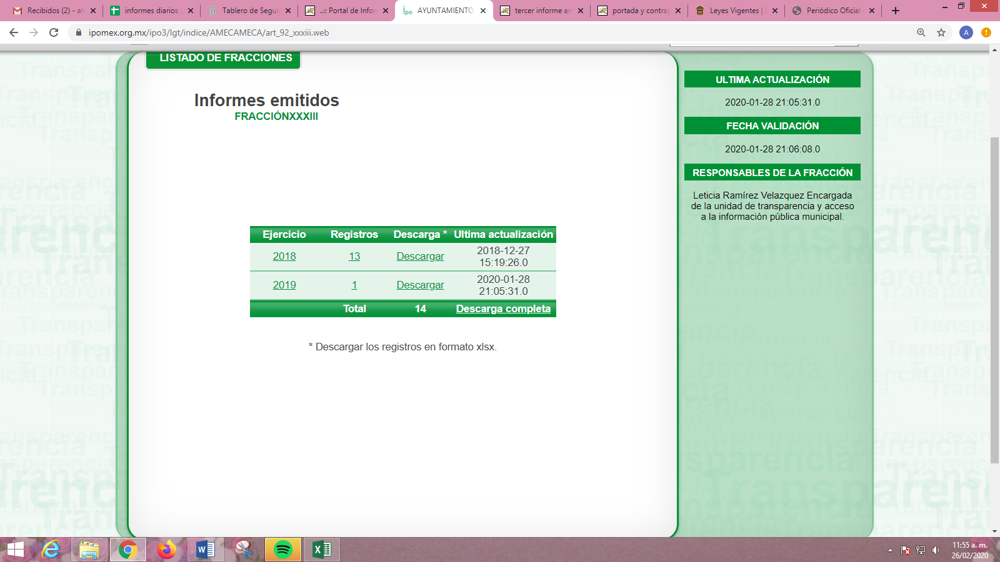 Recibidos (2) - ale
informes diarios 2
Tablero de Segui
..:: Portal de Infor
AYUNTAMIENTO
tercer informe an
portada y contrap
Leyes Vigentes |
Periódico Oficial
ipomex.org.mx/ipo3/lgt/indice/AMECAMECA/art_92_xxxiii.web
A
LISTADO DE FRACCIONES
Informes emitidos
FRACCIÓNXXXIII
Ejercicio Registros Descarga * Ultima actualización
2018 13 Descargar 2018-12-27
15:19:26.0
2019 1 Descargar 2020-01-28
21:05:31.0
Total 14 Descarga completa
* Descargar los registros en formato xlsx.
ULTIMA ACTUALIZACIÓN
2020-01-28 21:05:31.0
FECHA VALIDACIÓN
2020-01-28 21:06:08.0
RESPONSABLES DE LA FRACCIÓN
Leticia Ramírez Velazquez Encargada
de la unidad de transparencia y acceso
a la información pública municipal.
11:55 a. m.
26/02/2020